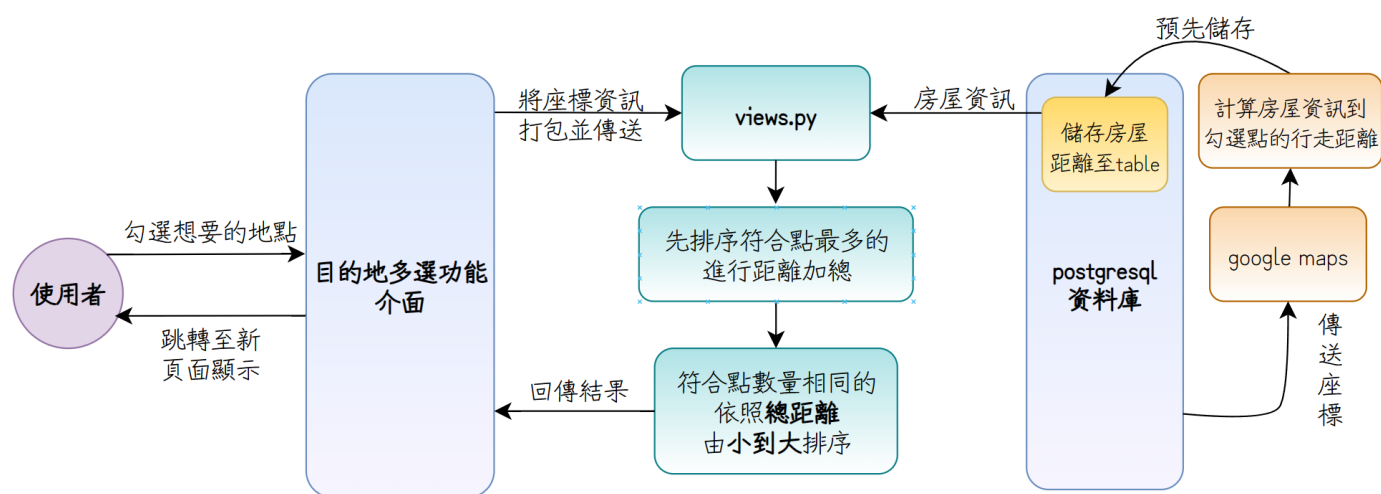 使用者
勾選想要的地點
跳轉至新
頁面顯示
目的地多選功能
介面
將座標資訊
打包並傳送
回傳結果
views.py
先排序符合點最多的
進行距離加總
符合點數量相同的
依照總距離
由小到大排序
房屋資訊
儲存房屋
距離至table
postgresql
資料庫
預先儲存
計算房屋資訊到
勾選點的行走距離
google maps
傳
送
座
標